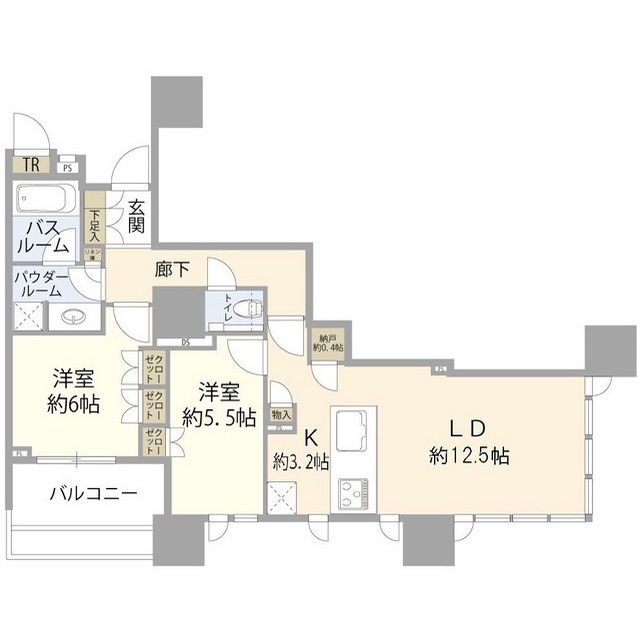 TR
PS
バス
ルーム
下足入
玄関
リネン庫
パウダー
ルーム
廊下
トイレ
DS
納戸
約0.4帖
洋室
約6帖
クロー
ゼット
クロー
ゼット
クロー
ゼット
洋室
約5.5帖
物入
PS
K
約3.2帖
PS
LD
約12.5帖
PS
バルコニー